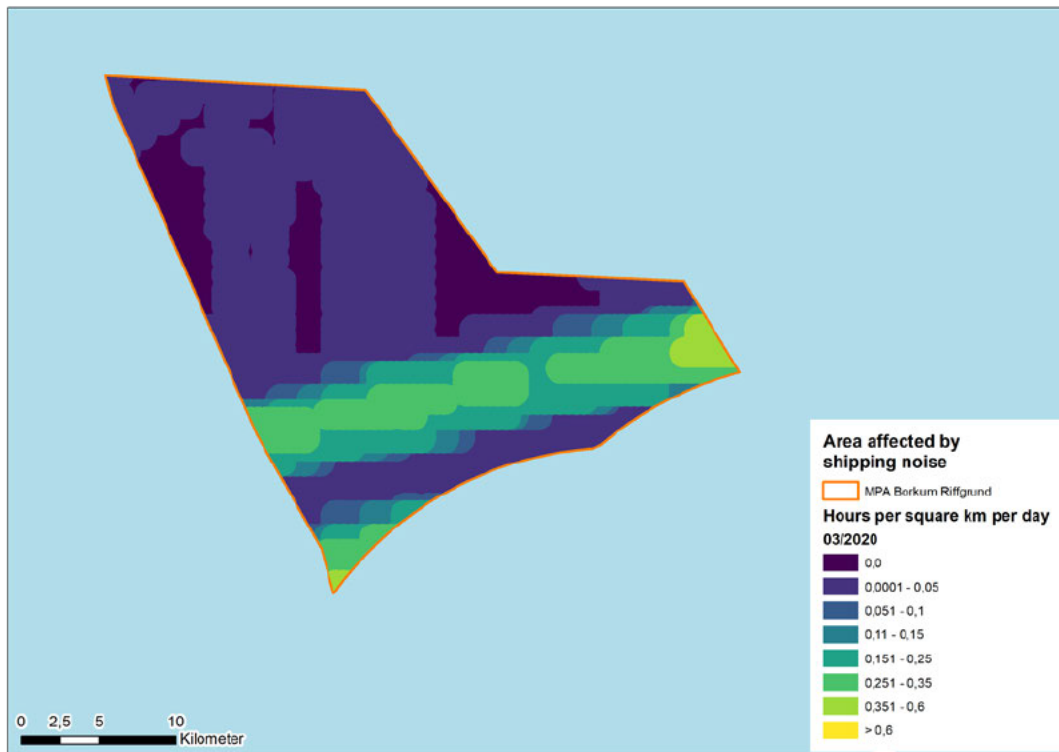 Area affected by
shipping noise
MPA Borkum Riffgrund
Hours per square km per day
03/2020
0,0
0,0001 - 0,05
0,051 - 0,1
0,11 - 0,15
0,151 - 0,25
0,251 - 0,35
0,351 - 0,6
> 0,6
0 2,5 5 10
Kilometer